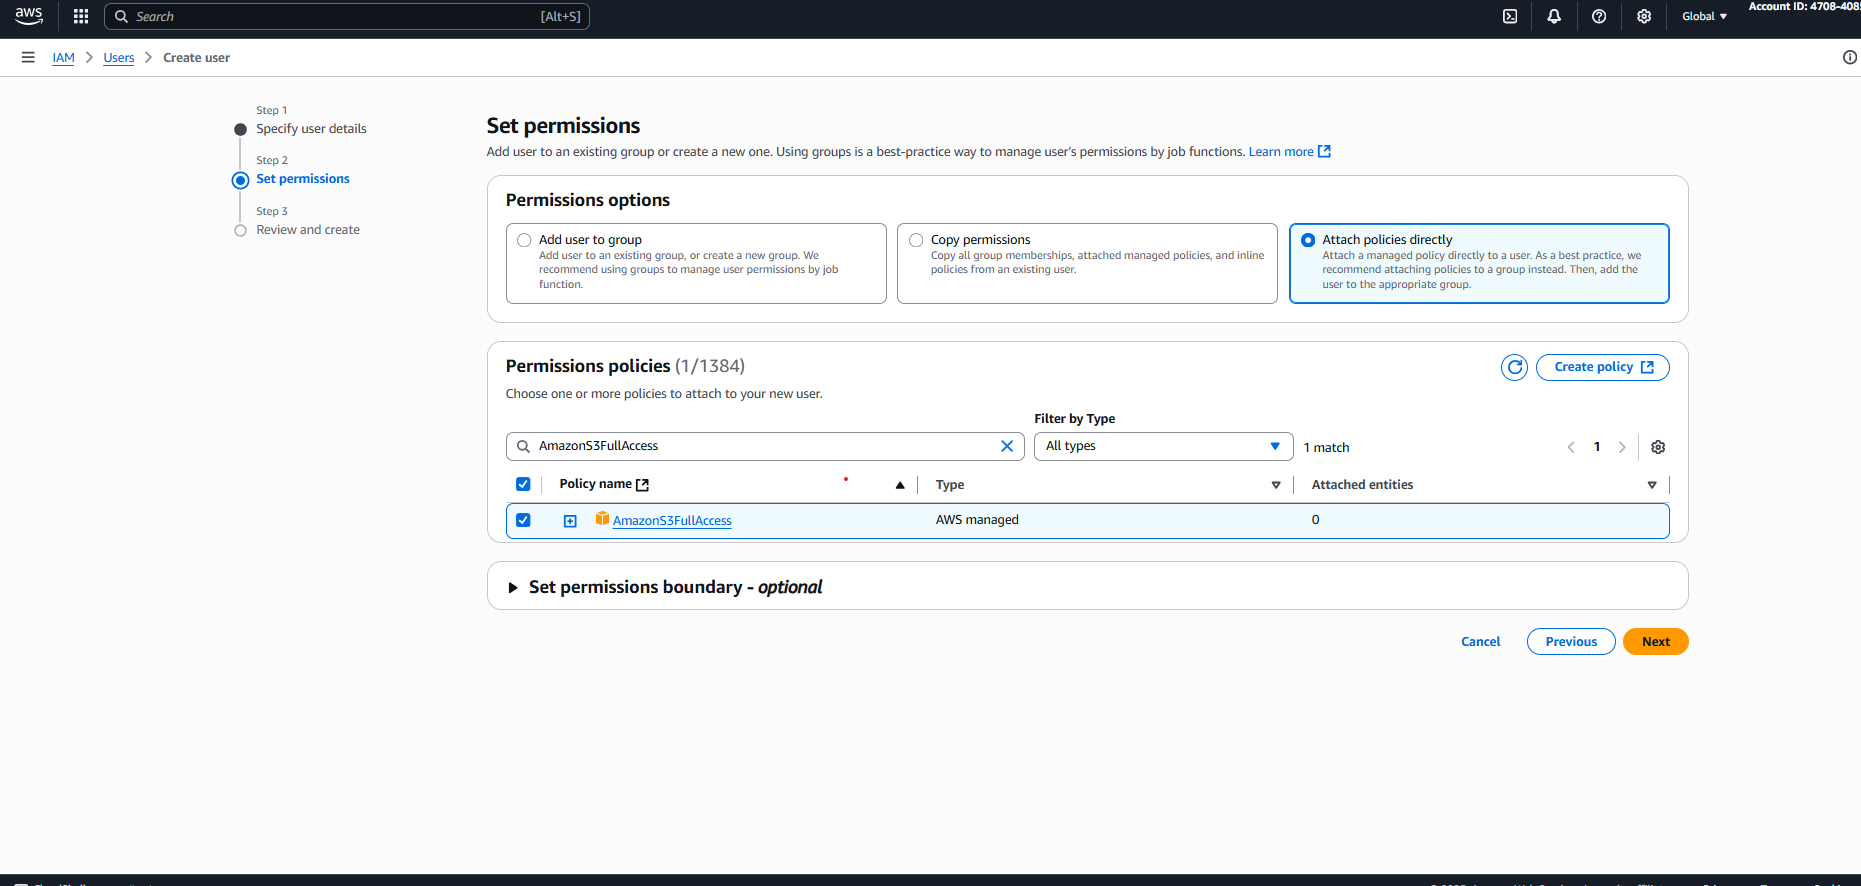 aws
Search
[Alt+S]
Global
Account ID: 4708-408
IAM
Users
Create user
Step 1
Specify user details
Step 2
Set permissions
Step 3
Review and create
Set permissions
Add user to an existing group or create a new one. Using groups is a best-practice way to manage user's permissions by job functions. Learn more
Permissions options
Add user to group
Add user to an existing group, or create a new group. We
recommend using groups to manage user permissions by job
function.
Copy permissions
Copy all group memberships, attached managed policies, and inline
policies from an existing user.
Attach policies directly
Attach a managed policy directly to a user. As a best practice, we
recommend attaching policies to a group instead. Then, add the
user to the appropriate group.
Permissions policies (1/1384)
Create policy
Choose one or more policies to attach to your new user.
Filter by Type
AmazonS3FullAccess
All types
1 match
1
Policy name
Type
Attached entities
AmazonS3FullAccess
AWS managed
0
Set permissions boundary - optional
Cancel
Previous
Next